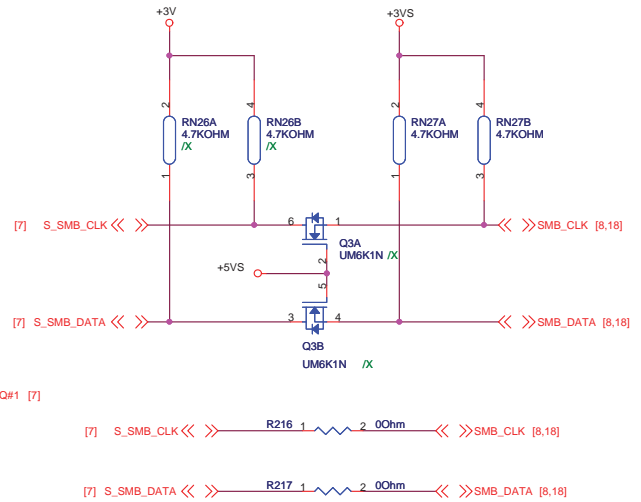 +3V
+3VS
2
4
2
4
RN26A
4.7KOHM
/X
RN26B
4.7KOHM
/X
RN27A
4.7KOHM
RN27B
4.7KOHM
1
3
1
3
[7] S_SMB_CLK
6
1
SMB_CLK [8,18]
Q3A
UM6K1N /X
2
+5VS
5
[7] S_SMB_DATA
3
4
SMB_DATA [8,18]
Q3B
UM6K1N /X
Q#1 [7]
[7] S_SMB_CLK
R216 1
2 0Ohm
SMB_CLK [8,18]
[7] S_SMB_DATA
R217 1
2 0Ohm
SMB_DATA [8,18]